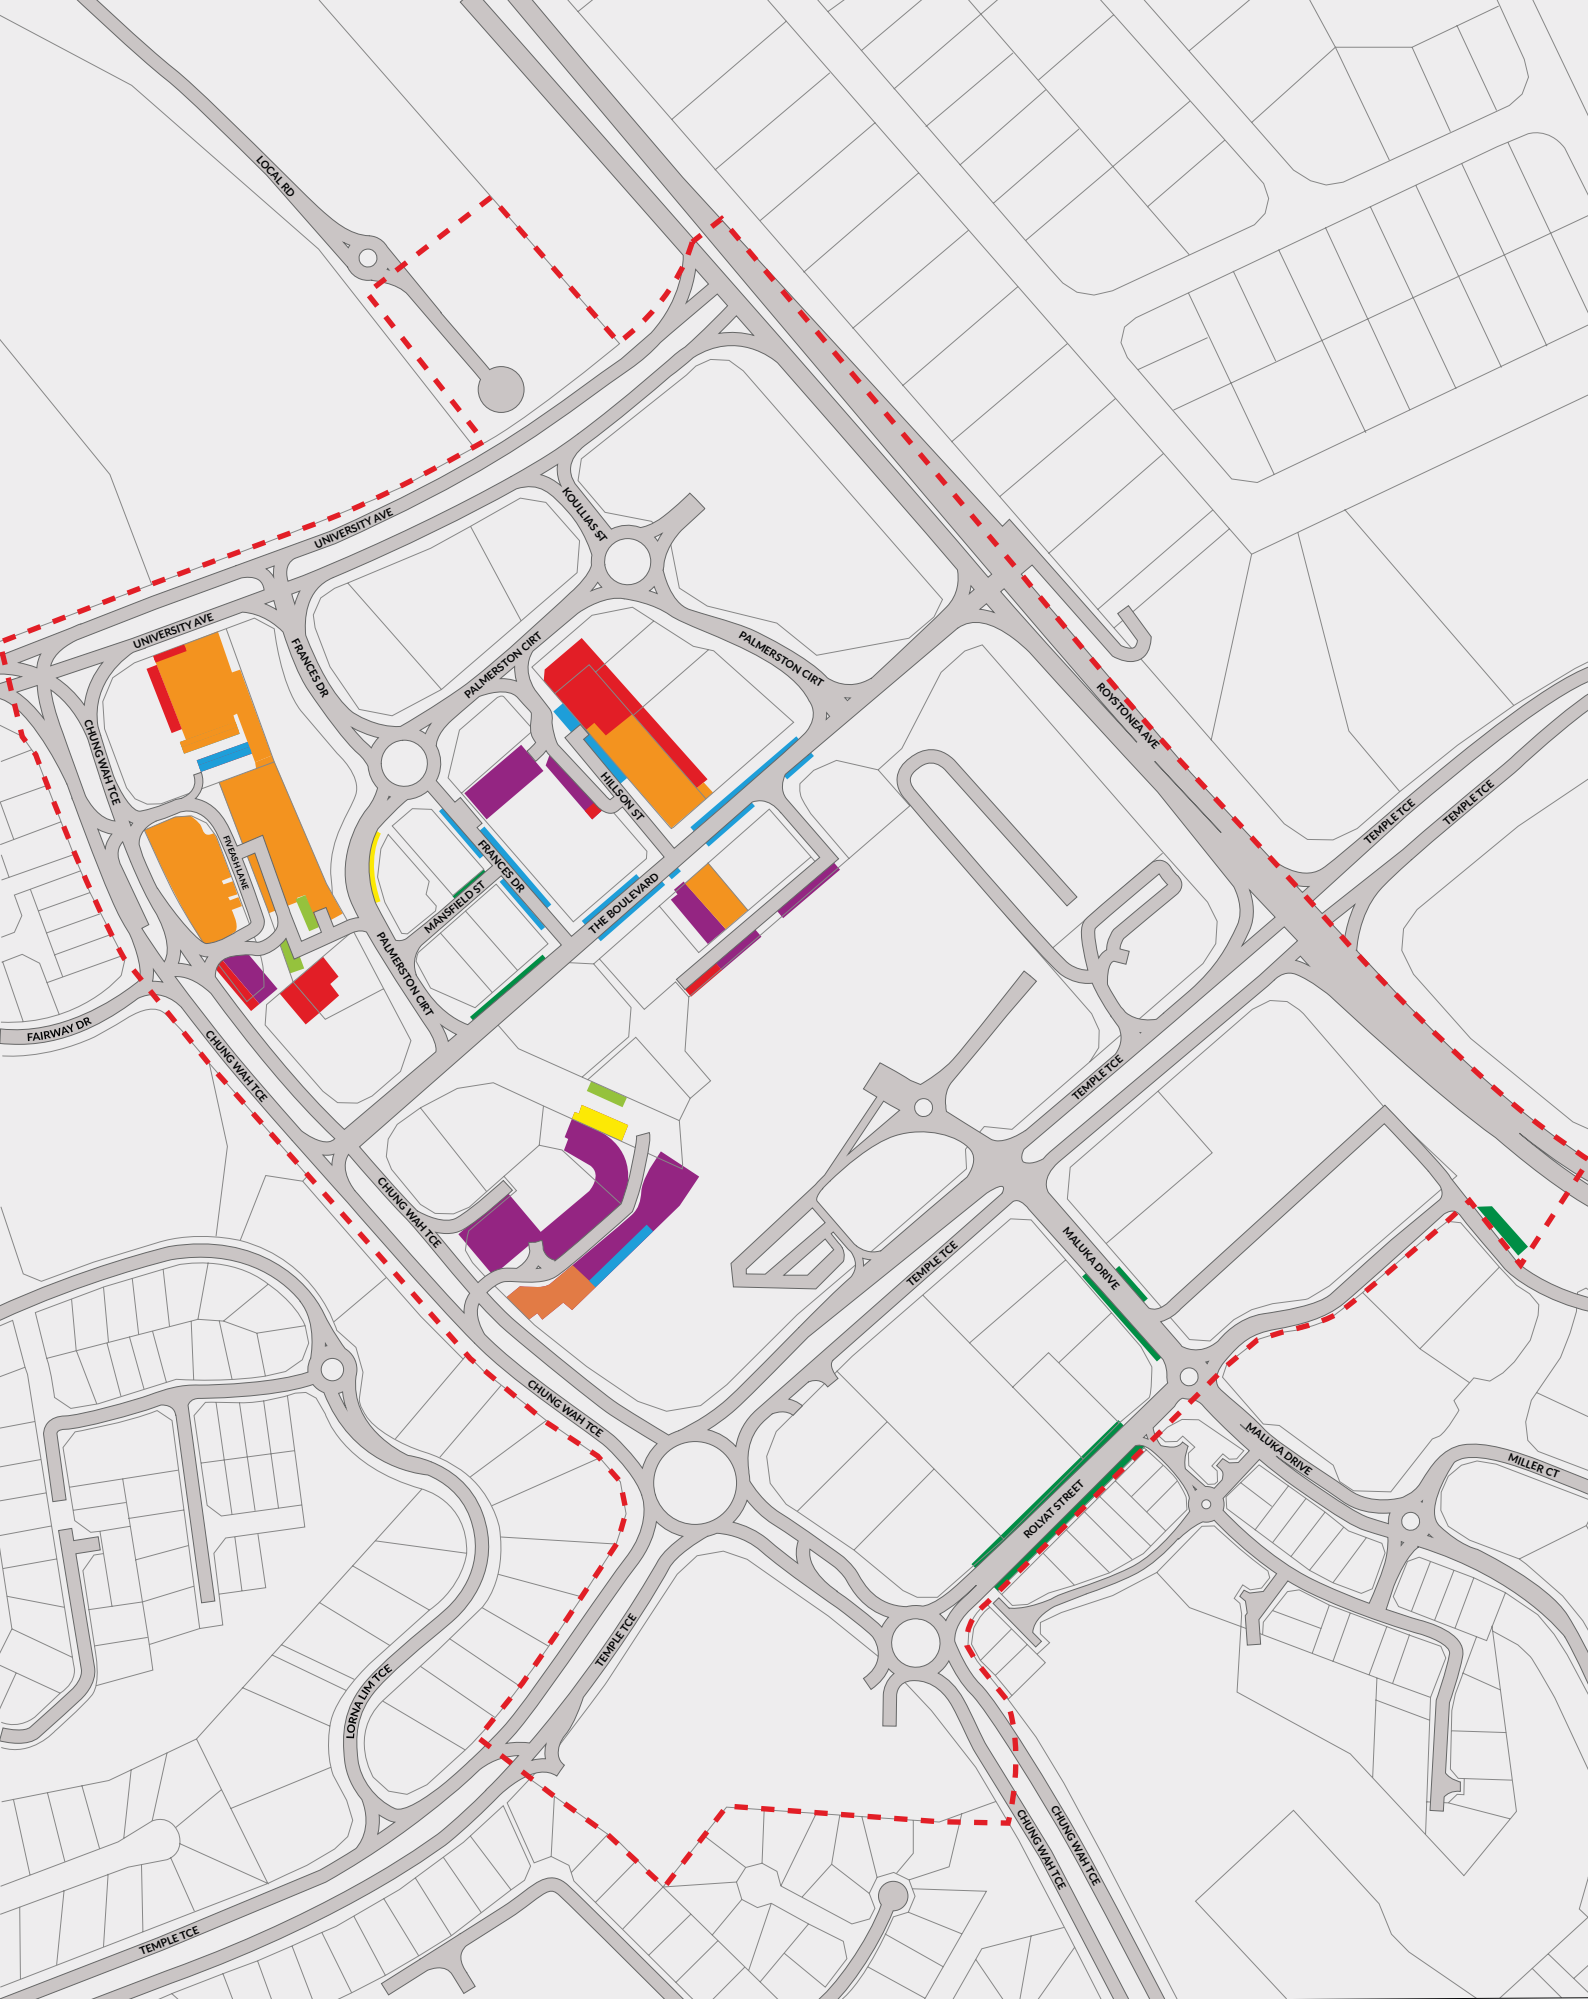 LOCAL RD
UNIVERSITY AVE
KOULLIAS ST
UNIVERSITY AVE
FRANCES DR
PALMERSTON CIRT
PALMERSTON CIRT
CHUNG WAH TCE
ROYSTONEA AVE
HILLSON ST
TEMPLE TCE
TEMPLE TCE
FIVEASH LANE
FRANCES DR
MANSFIELD ST
THE BOULEVARD
PALMERSTON CIRT
FAIRWAY DR
CHUNG WAH TCE
TEMPLE TCE
CHUNG WAH TCE
TEMPLE TCE
MALUKA DRIVE
CHUNG WAH TCE
MALUKA DRIVE
MILLER CT
ROLYAT STREET
TEMPLE TCE
LORNA LIM TCE
CHUNG WAH TCE
CHUNG WAH TCE
TEMPLE TCE